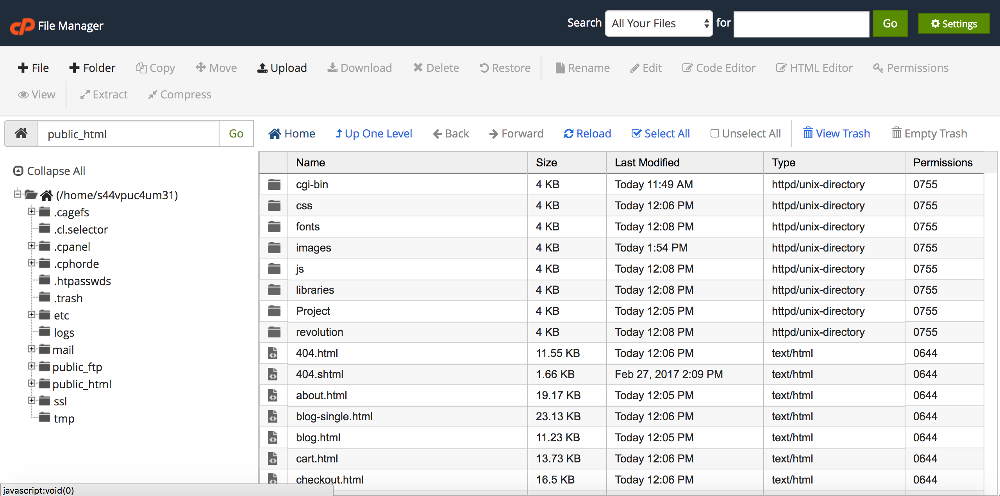 cP File Manager Search All Your Files for Go Settings
File Folder Copy Move Upload Download Delete Restore Rename Edit Code Editor HTML Editor Permissions
View Extract Compress
public_html Go
Home Up One Level Back Forward Reload Select All Unselect All View Trash Empty Trash
Collapse All
(/home/s44vpuc4um31)
.cagefs
.cl.selector
.cpanel
.cphorde
.htpasswds
.trash
etc
logs
mail
public_ftp
public_html
ssl
tmp
Name Size Last Modified Type Permissions
cgi-bin 4 KB Today 11:49 AM httpd/unix-directory 0755
css 4 KB Today 12:06 PM httpd/unix-directory 0755
fonts 4 KB Today 12:08 PM httpd/unix-directory 0755
images 4 KB Today 1:54 PM httpd/unix-directory 0755
js 4 KB Today 12:08 PM httpd/unix-directory 0755
libraries 4 KB Today 12:08 PM httpd/unix-directory 0755
Project 4 KB Today 12:05 PM httpd/unix-directory 0755
revolution 4 KB Today 12:08 PM httpd/unix-directory 0755
404.html 11.55 KB Today 12:06 PM text/html 0644
404.shtml 1.66 KB Feb 27, 2017 2:09 PM text/html 0644
about.html 19.17 KB Today 12:05 PM text/html 0644
blog-single.html 23.13 KB Today 12:06 PM text/html 0644
blog.html 11.23 KB Today 12:05 PM text/html 0644
cart.html 13.73 KB Today 12:06 PM text/html 0644
checkout.html 16.5 KB Today 12:06 PM text/html 0644
javascript:void(0)